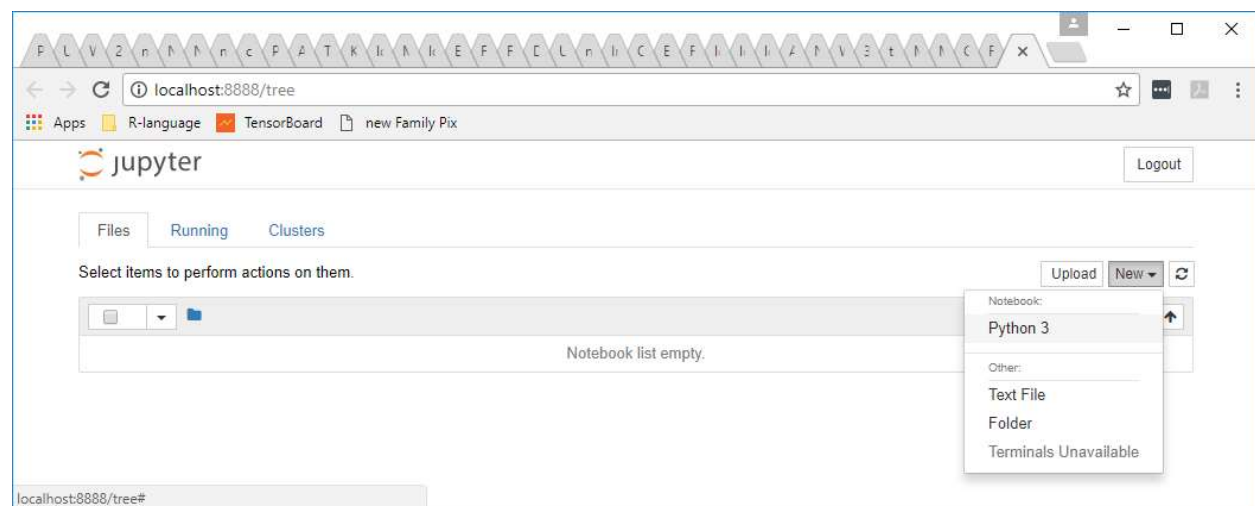 P L V 2 n c P A T K E F F L n C E F V 3 t C F
localhost:8888/tree
Apps R-language TensorBoard new Family Pix
jupyter Logout
Files Running Clusters
Select items to perform actions on them. Upload New
Notebook:
Python 3
Notebook list empty.
Other:
Text File
Folder
Terminals Unavailable
localhost:8888/tree#